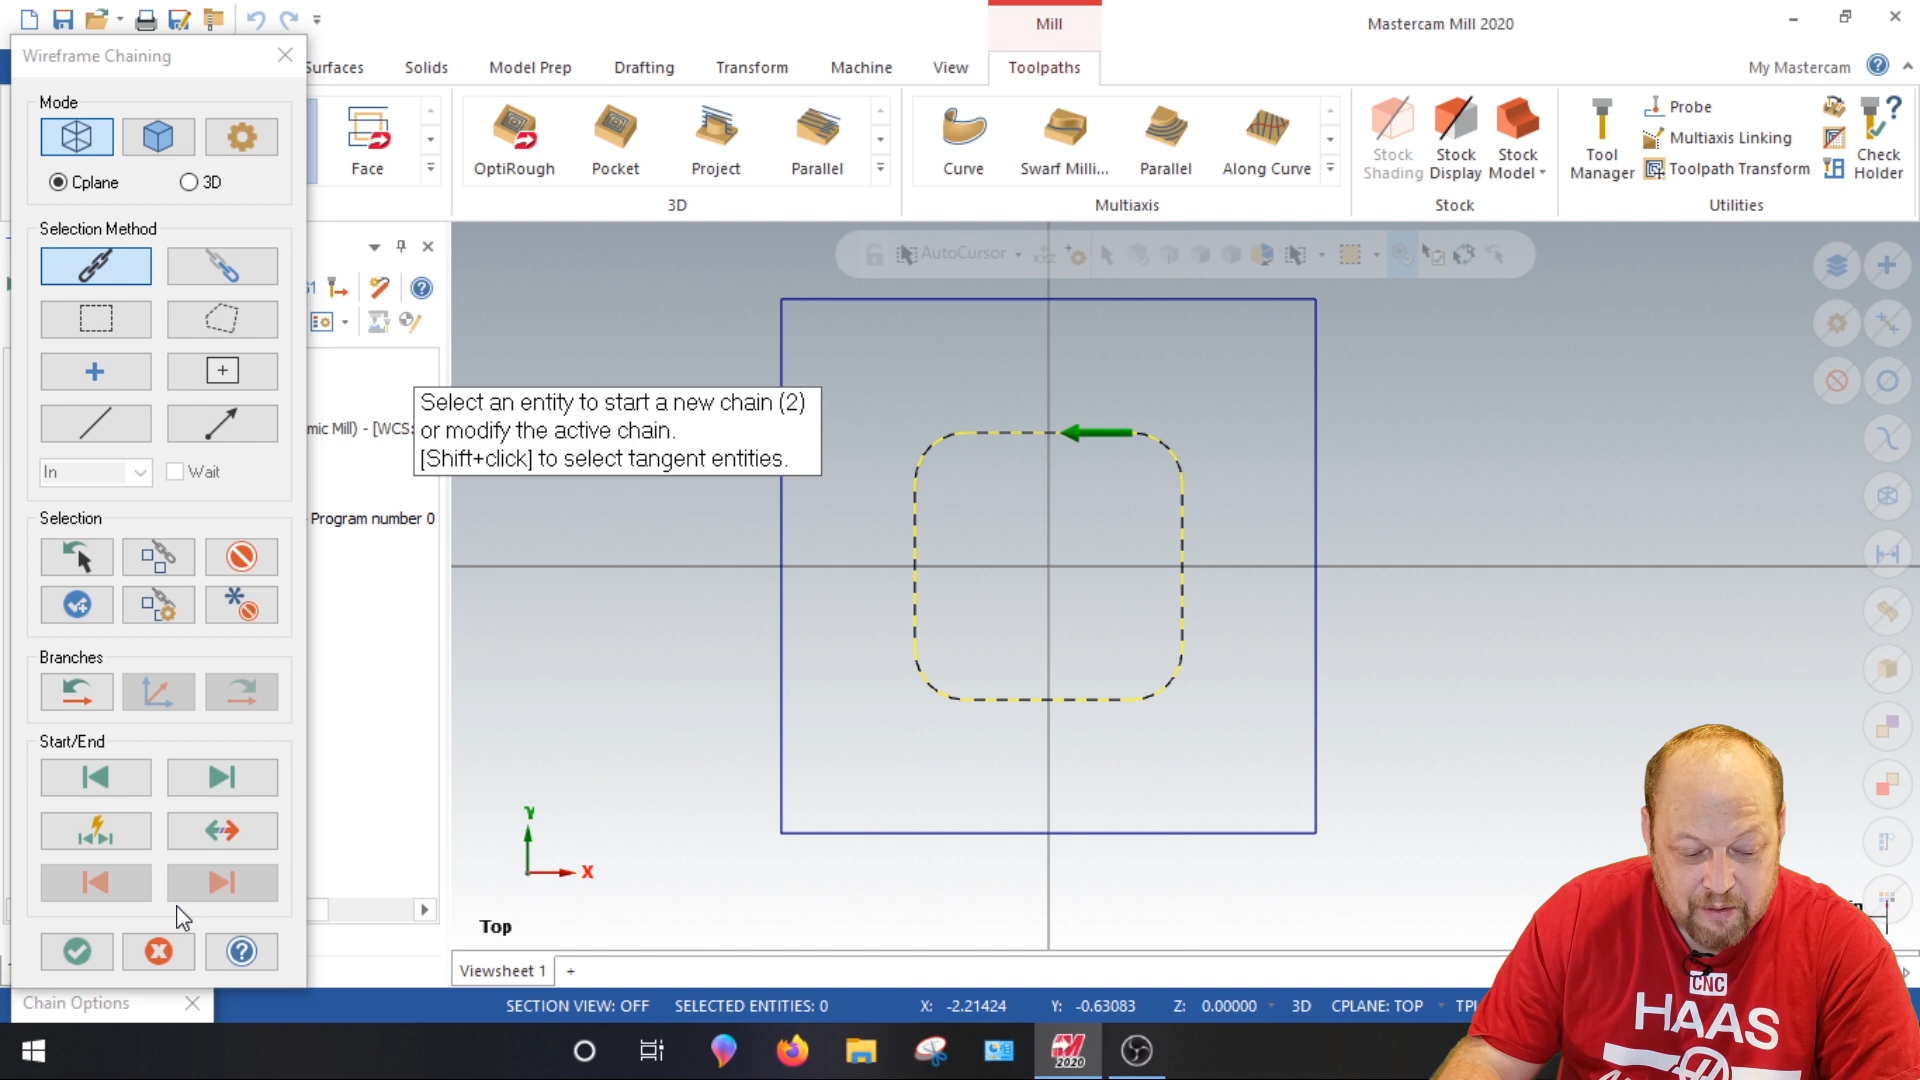 Mill
Mastercam Mill 2020
Wireframe Chaining
Surfaces
Solids
Model Prep
Drafting
Transform
Machine
View
Toolpaths
My Mastercam
Mode
Cplane
3D
Face
OptiRough
Pocket
Project
Parallel
3D
Curve
Swarf Milli...
Parallel
Along Curve
Multiaxis
Stock
Shading
Stock
Display
Stock
Model
Stock
Tool
Manager
Probe
Multiaxis Linking
Toolpath Transform
Check
Holder
Utilities
Selection Method
AutoCursor
In
Wait
mic Mill) - [WCS:
Select an entity to start a new chain (2)
or modify the active chain.
[Shift+click] to select tangent entities.
Program number 0
Selection
Branches
Start/End
Y
X
Top
Viewsheet 1
+
Chain Options
SECTION VIEW: OFF
SELECTED ENTITIES: 0
X: -2.21424
Y: -0.63083
Z: 0.00000
3D
CPLANE: TOP
TPL
2020
CNC
HAAS